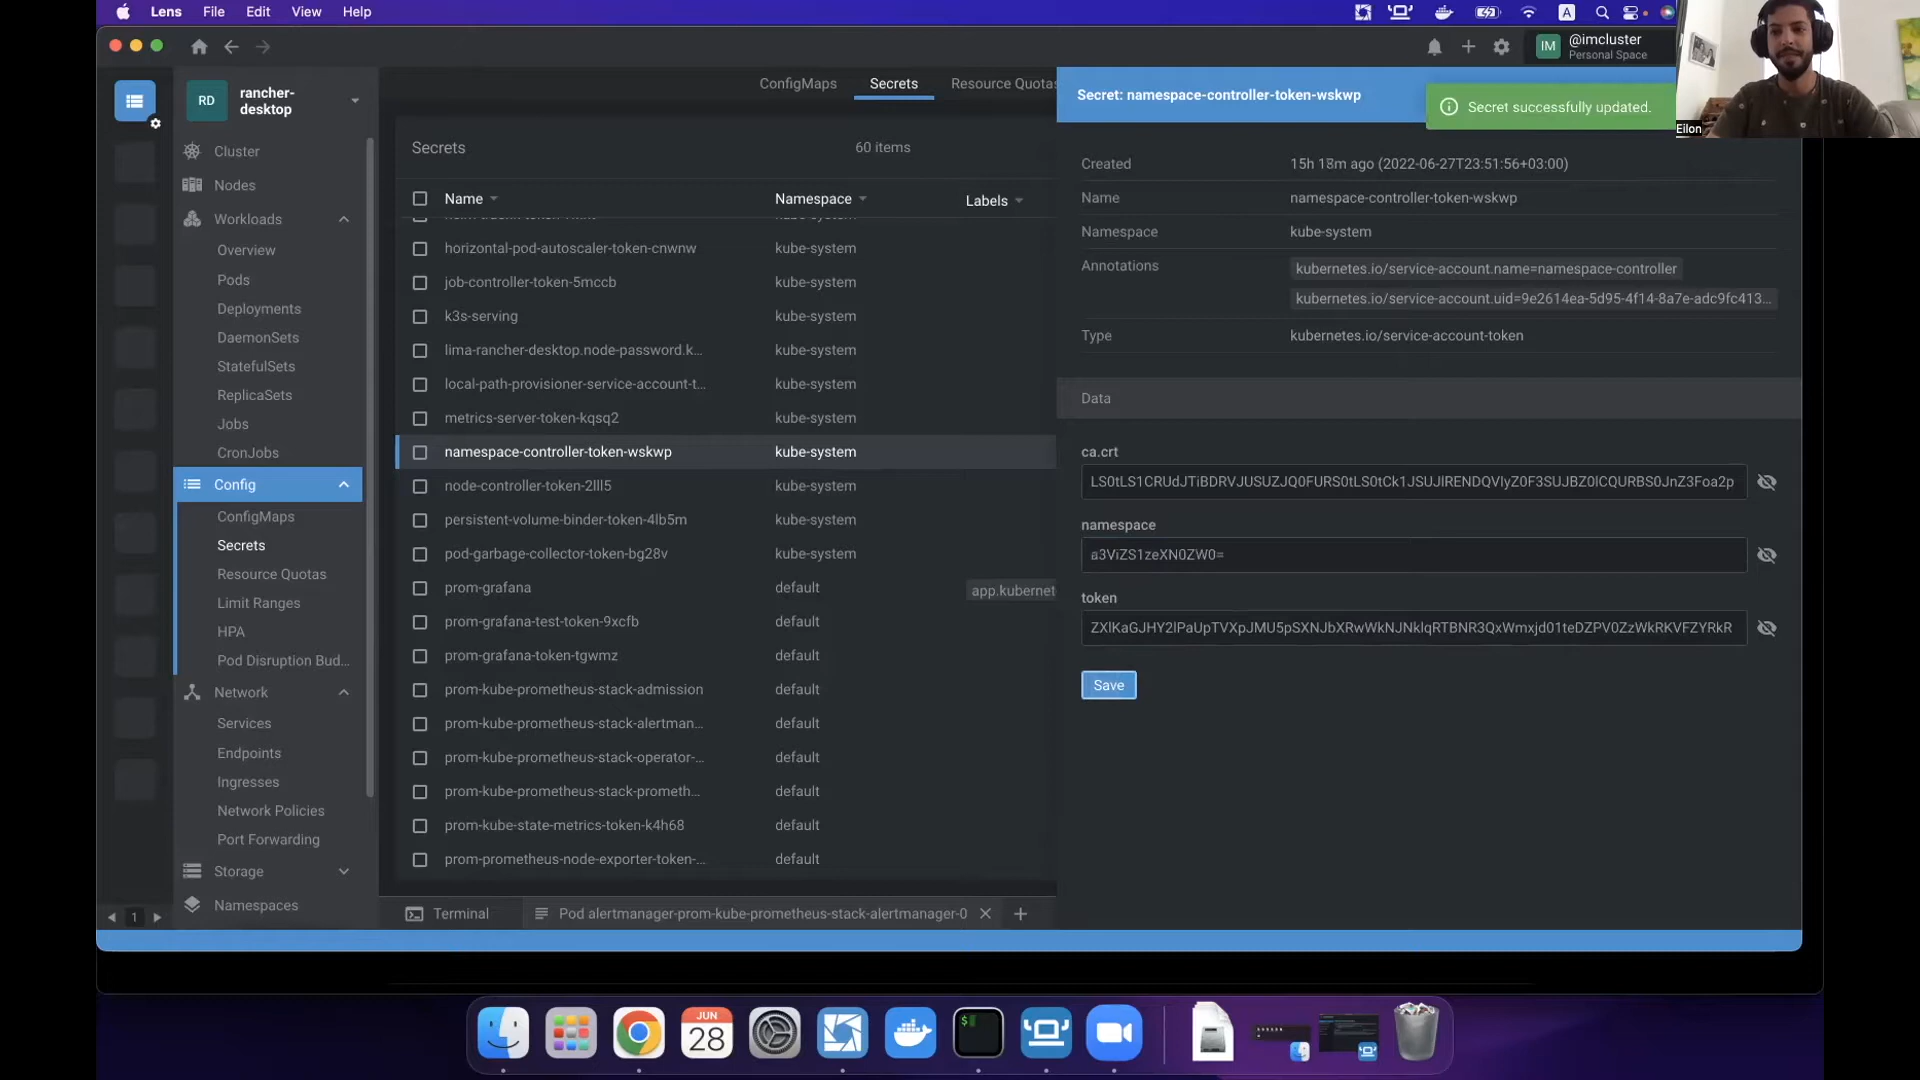 Lens File Edit View Help
A
IM @imcluster
Personal Space
Eilon
RD rancher-desktop
Cluster
Nodes
Workloads
Overview
Pods
Deployments
DaemonSets
StatefulSets
ReplicaSets
Jobs
CronJobs
Config
ConfigMaps
Secrets
Resource Quotas
Limit Ranges
HPA
Pod Disruption Bud...
Network
Services
Endpoints
Ingresses
Network Policies
Port Forwarding
Storage
Namespaces
1
ConfigMaps Secrets Resource Quotas
Secrets 60 items
Name Namespace Labels
horizontal-pod-autoscaler-token-cnwnw kube-system
job-controller-token-5mccb kube-system
k3s-serving kube-system
lima-rancher-desktop.node-password.k... kube-system
local-path-provisioner-service-account-t... kube-system
metrics-server-token-kqsq2 kube-system
namespace-controller-token-wskwp kube-system
node-controller-token-2lll5 kube-system
persistent-volume-binder-token-4lb5m kube-system
pod-garbage-collector-token-bg28v kube-system
prom-grafana default app.kubernet
prom-grafana-test-token-9xcfb default
prom-grafana-token-tgwmz default
prom-kube-prometheus-stack-admission default
prom-kube-prometheus-stack-alertman... default
prom-kube-prometheus-stack-operator-... default
prom-kube-prometheus-stack-prometh... default
prom-kube-state-metrics-token-k4h68 default
prom-prometheus-node-exporter-token-... default
Terminal Pod alertmanager-prom-kube-prometheus-stack-alertmanager-0
Secret: namespace-controller-token-wskwp
Secret successfully updated.
Created 15h 18m ago (2022-06-27T23:51:56+03:00)
Name namespace-controller-token-wskwp
Namespace kube-system
Annotations kubernetes.io/service-account.name=namespace-controller
kubernetes.io/service-account.uid=9e2614ea-5d95-4f14-8a7e-adc9fc413...
Type kubernetes.io/service-account-token
Data
ca.crt
namespace
a3ViZS1zeXN0ZW0=
token
Save
JUN
28